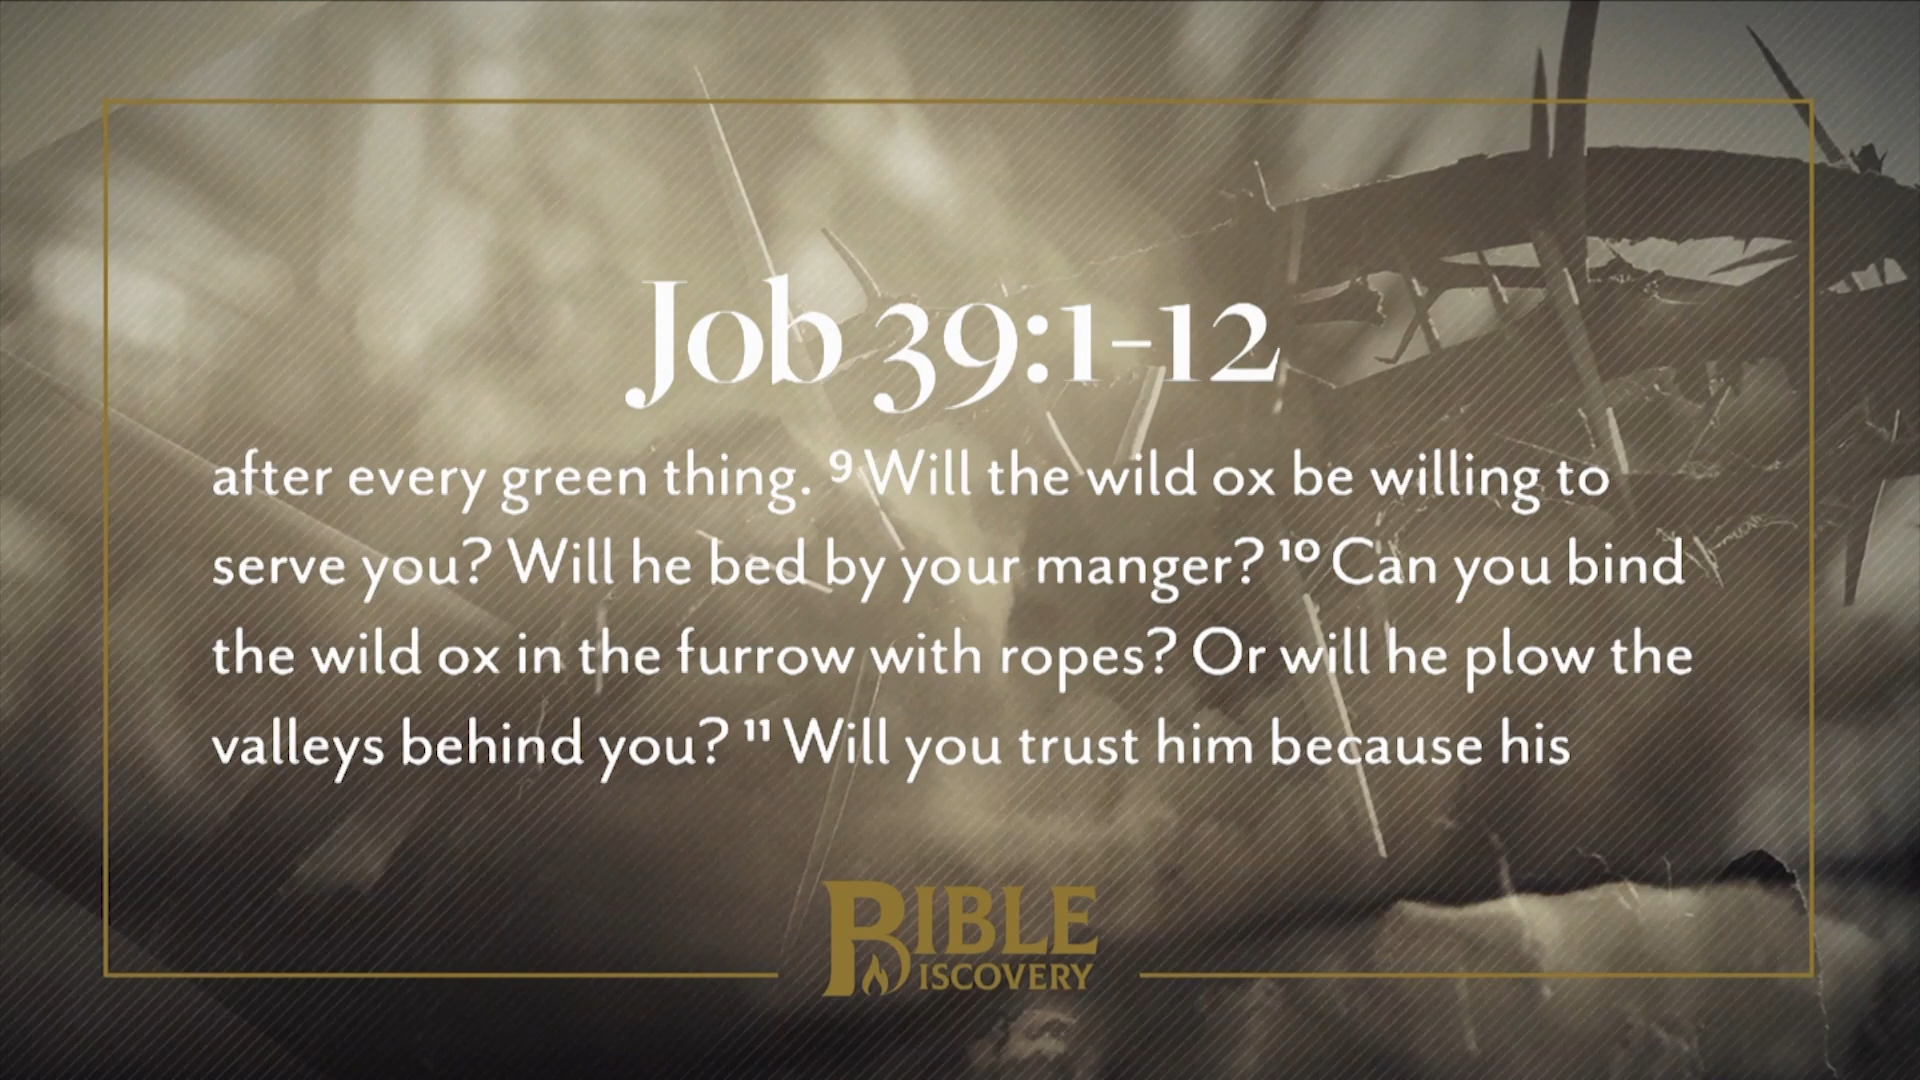 Job 39:1-12
after every green thing. 9 Will the wild ox be willing to
serve you? Will he bed by your manger? 10 Can you bind
the wild ox in the furrow with ropes? Or will he plow the
valleys behind you? 11 Will you trust him because his
BIBLE
DISCOVERY